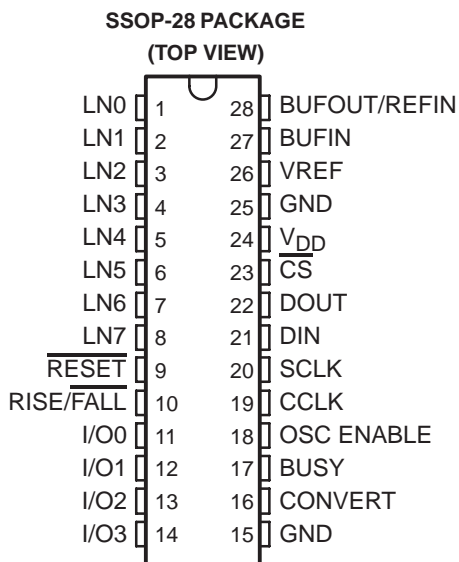 SSOP-28 PACKAGE
(TOP VIEW)
LN0 1 28 BUFOUT/REFIN
LN1 2 27 BUFIN
LN2 3 26 VREF
LN3 4 25 GND
LN4 5 24 VDD
LN5 6 23 CS
LN6 7 22 DOUT
LN7 8 21 DIN
RESET 9 20 SCLK
RISE/FALL 10 19 CCLK
I/O0 11 18 OSC ENABLE
I/O1 12 17 BUSY
I/O2 13 16 CONVERT
I/O3 14 15 GND